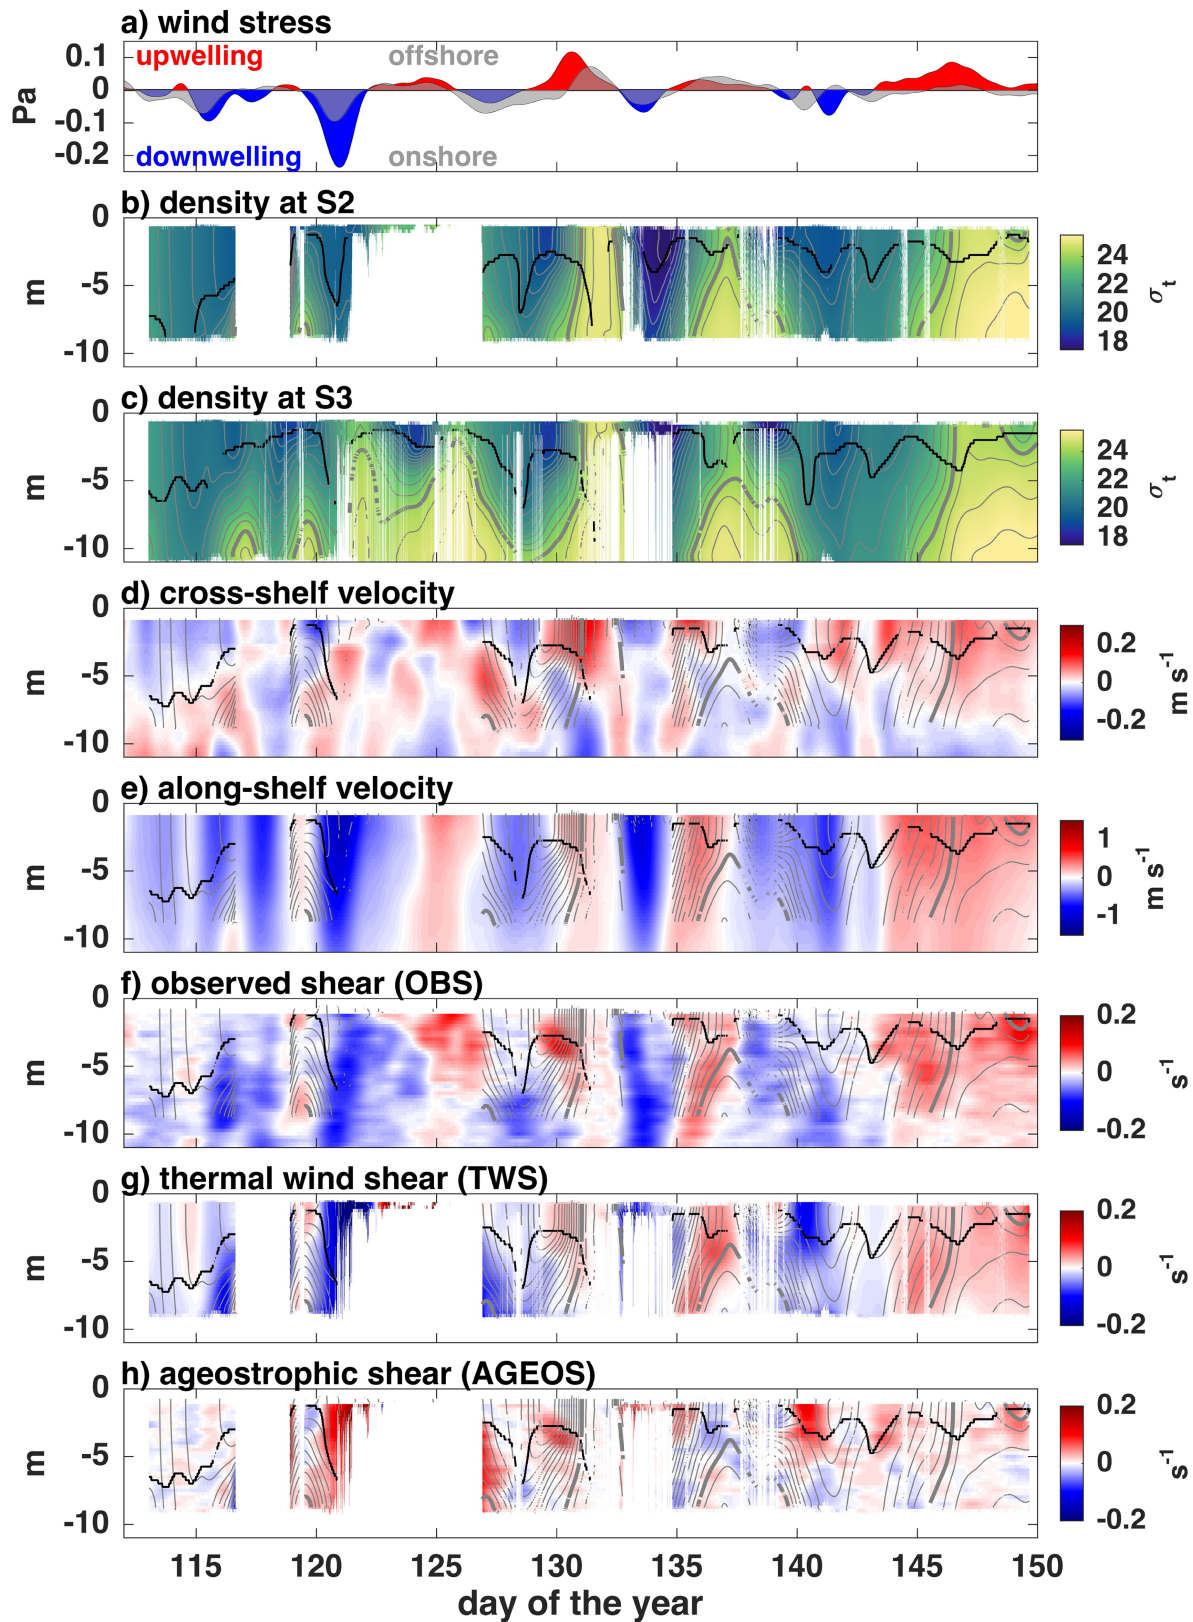 a) wind stress
upwelling offshore
0.1
0
-0.1
-0.2
Pa
downwelling onshore
b) density at S2
0
-5
-10
m
24
22
20
18
σt
c) density at S3
0
-5
-10
m
24
22
20
18
σt
d) cross-shelf velocity
0
-5
-10
m
0.2
0
-0.2
m s-1
e) along-shelf velocity
0
-5
-10
m
1
0
-1
m s-1
f) observed shear (OBS)
0
-5
-10
m
0.2
0
-0.2
s-1
g) thermal wind shear (TWS)
0
-5
-10
m
0.2
0
-0.2
s-1
h) ageostrophic shear (AGEOS)
0
-5
-10
m
0.2
0
-0.2
s-1
115 120 125 130 135 140 145 150
day of the year